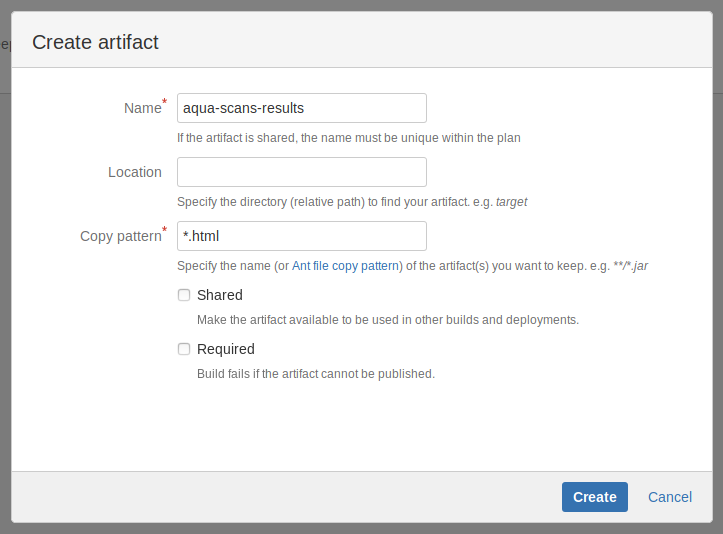 Create artifact
Name*
aqua-scans-results
If the artifact is shared, the name must be unique within the plan
Location
Specify the directory (relative path) to find your artifact. e.g. target
Copy pattern*
*.html
Specify the name (or Ant file copy pattern) of the artifact(s) you want to keep. e.g. **/*.jar
Shared
Make the artifact available to be used in other builds and deployments.
Required
Build fails if the artifact cannot be published.
Create
Cancel